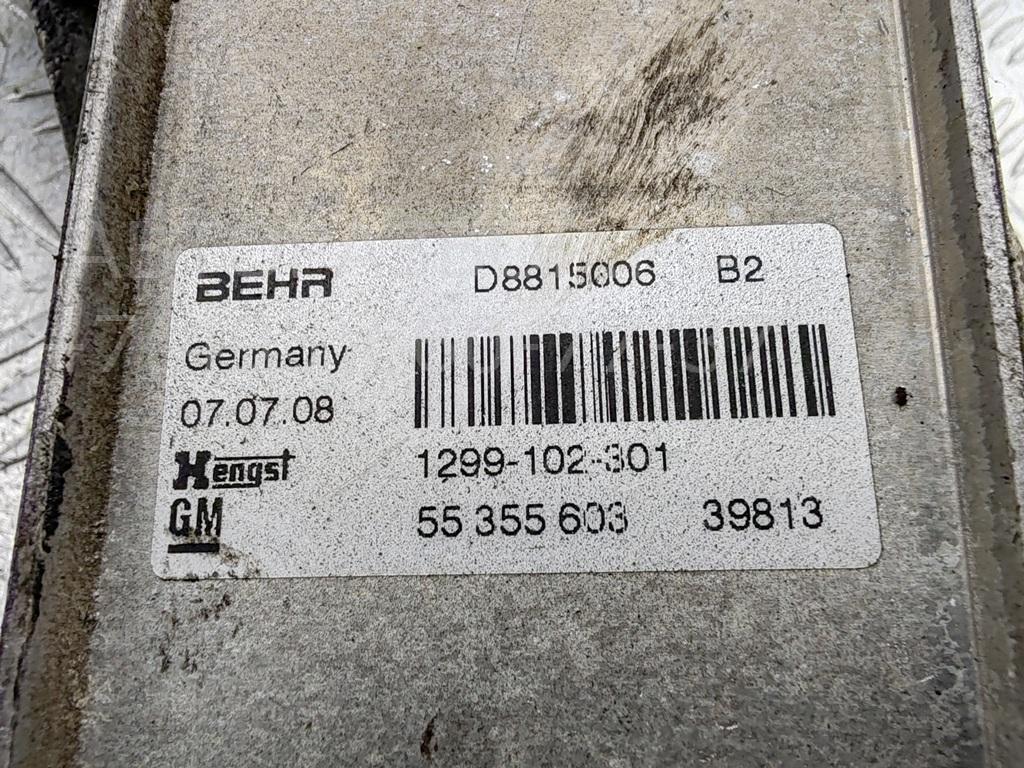 BEHR D8815006 B2
Germany
07.07.08
Hengst 1299-102-301
GM 55 355 603 39813